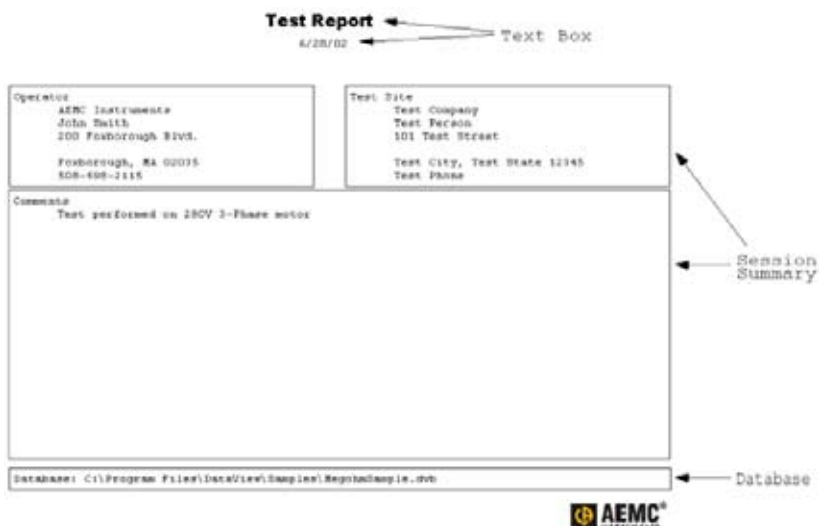 Test Report
6/28/02
Text Box
Operator
AEMC Instruments
John Smith
200 Foxborough Blvd.
Foxborough, MA 02035
508-698-2115
Test Site
Test Company
Test Person
101 Test Street
Test City, Test State 12345
Test Phone
Comments
Test performed on 280V 3-Phase motor
Session
Summary
Database: C:\Program Files\DataView\Samples\MegohmSample.dvb
Database
AEMC®